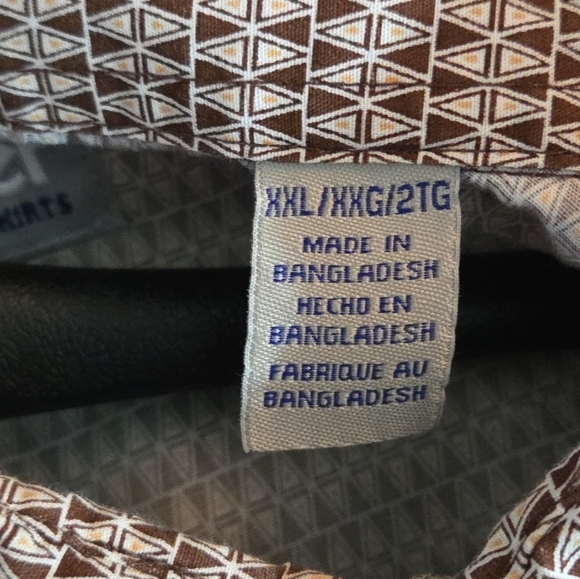 XXL/XXG/2TG
MADE IN
BANGLADESH
HECHO EN
BANGLADESH
FABRIQUE AU
BANGLADESH